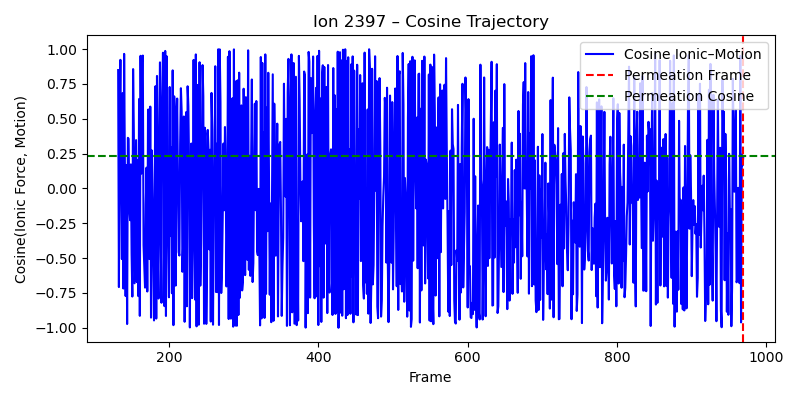 Ion 2397 – Cosine Trajectory
Cosine Ionic–Motion
Permeation Frame
Permeation Cosine
Cosine(Ionic Force, Motion)
1.00
0.75
0.50
0.25
0.00
−0.25
−0.50
−0.75
−1.00
200
400
600
800
1000
Frame